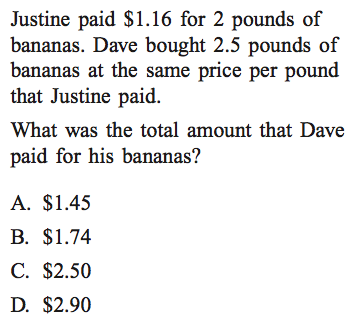 Justine paid $1.16 for 2 pounds of
bananas. Dave bought 2.5 pounds of
bananas at the same price per pound
that Justine paid.
What was the total amount that Dave
paid for his bananas?
A. $1.45
B. $1.74
C. $2.50
D. $2.90